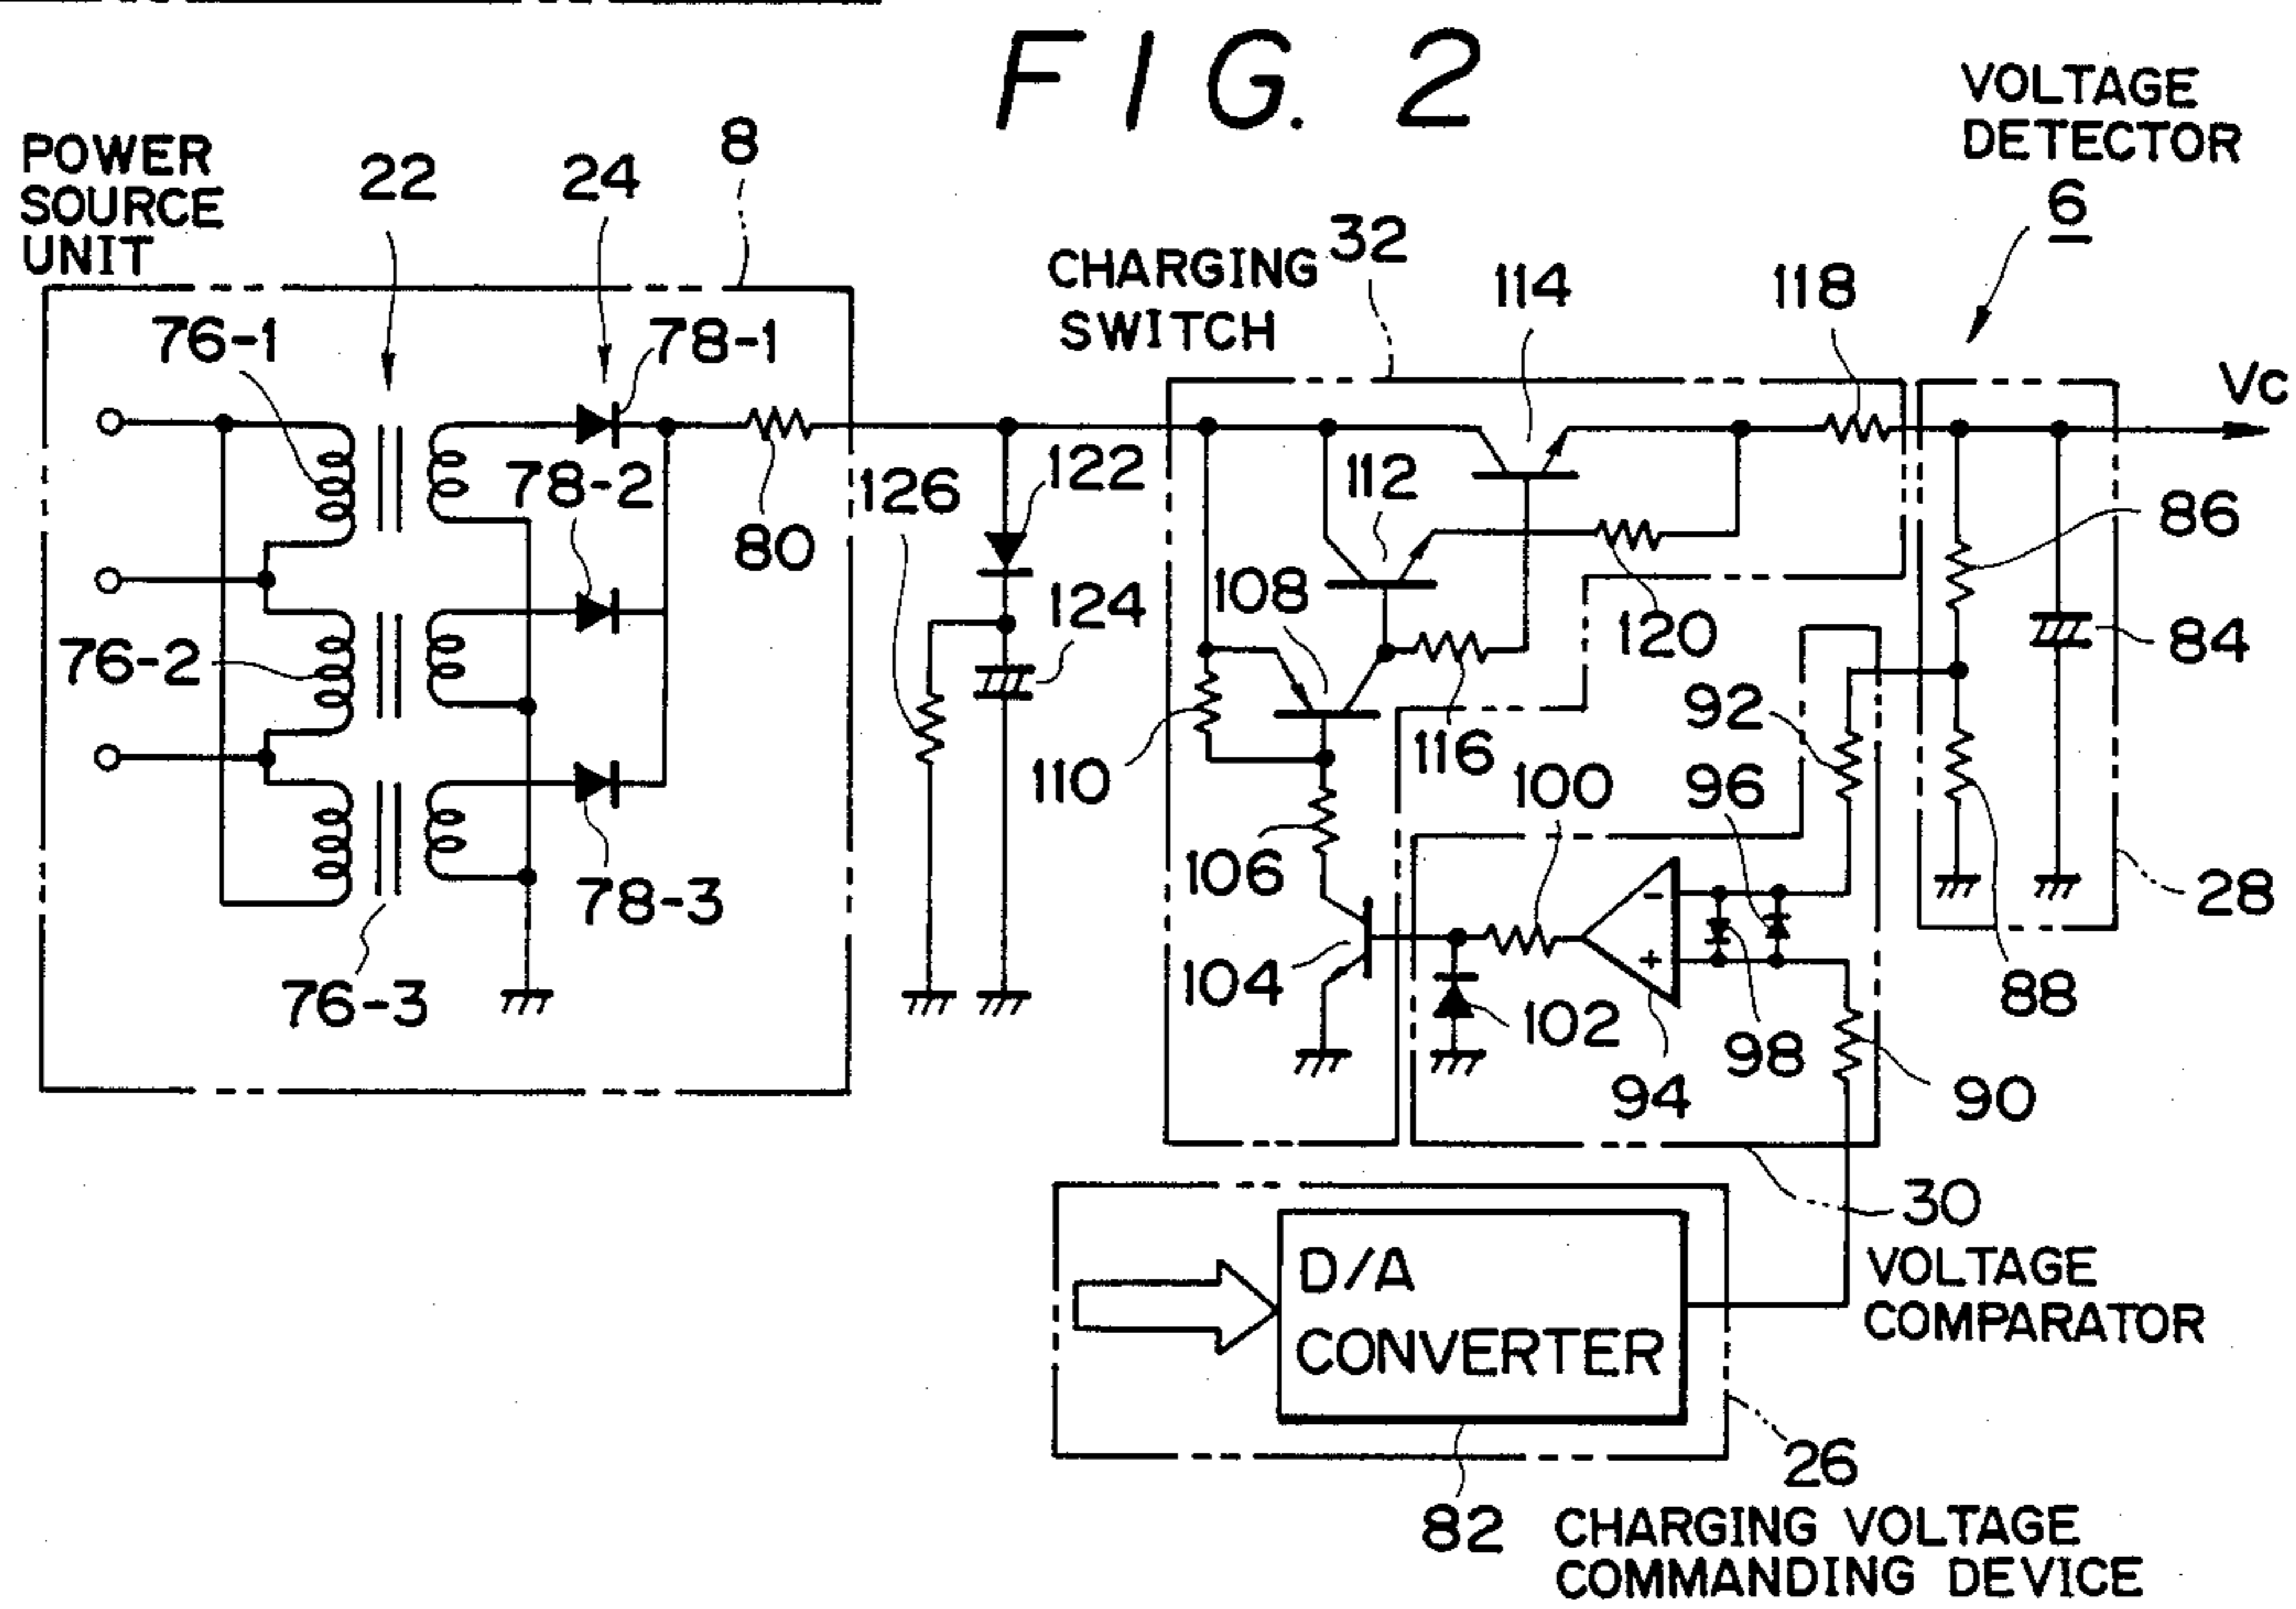 FIG. 2
VOLTAGE
DETECTOR
6
POWER
SOURCE
UNIT
22
24
8
CHARGING
SWITCH
32
114
118
Vc
76-1
78-1
78-2
80
126
122
124
112
108
120
86
84
76-2
110
116
92
96
100
106
78-3
76-3
104
102
94
98
90
88
28
30
VOLTAGE
COMPARATOR
D/A
CONVERTER
82
26
CHARGING VOLTAGE
COMMANDING DEVICE
-
+